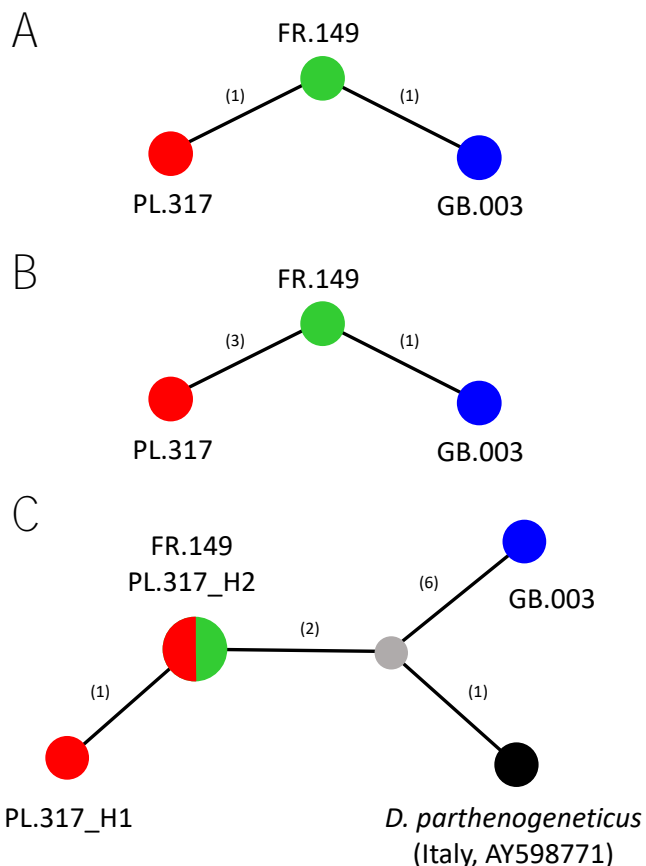 A
FR.149
(1)
(1)
PL.317
GB.003
B
FR.149
(3)
(1)
PL.317
GB.003
C
FR.149
PL.317_H2
(6)
GB.003
(2)
(1)
(1)
PL.317_H1
D. parthenogeneticus
(Italy, AY598771)